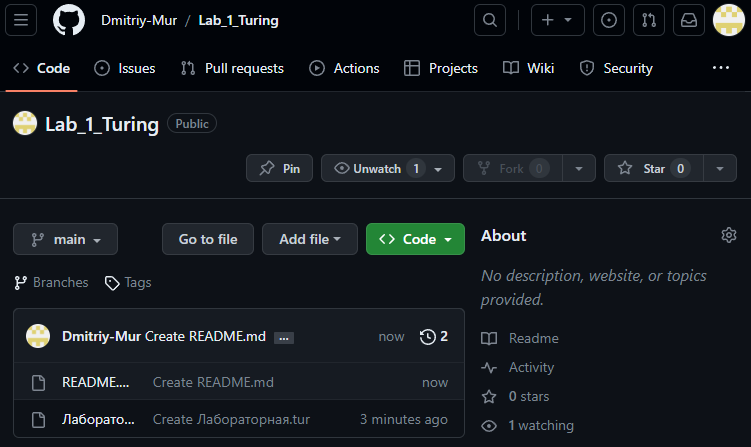 Dmitriy-Mur / Lab_1_Turing
Code Issues Pull requests Actions Projects Wiki Security ...
Lab_1_Turing Public
Pin Unwatch 1 Fork 0 Star 0
main Go to file Add file Code
About
No description, website, or topics
provided.
Branches Tags
Dmitriy-Mur Create README.md ... now 2
README.... Create README.md now
Лаборато... Create Лабораторная.tur 3 minutes ago
Readme
Activity
0 stars
1 watching